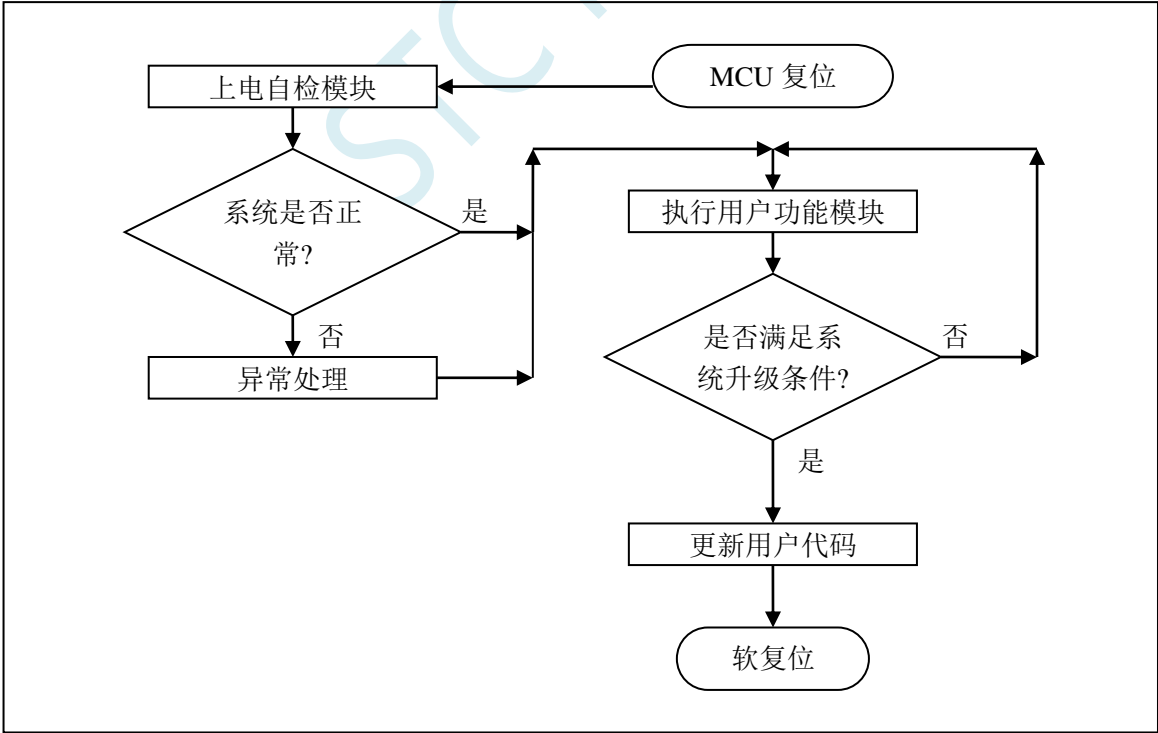 STC
MCU 复位
上电自检模块
系统是否正
常?
是
否
异常处理
执行用户功能模块
是否满足系
统升级条件?
否
是
更新用户代码
软复位